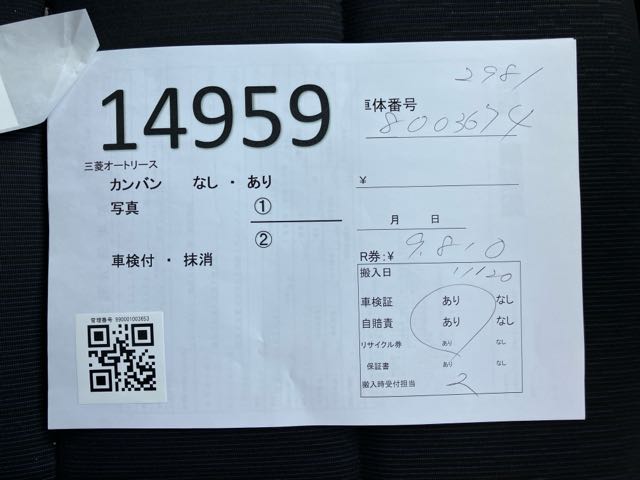 2981
14959
車体番号
8003674
三菱オートリース
カンバン なし ・ あり
¥
写真 ①
②
月 日
車検付 ・ 抹消
R券:¥ 9,810
搬入日 11/20
車検証 あり なし
自賠責 あり なし
リサイクル券 あり なし
保証書 あり なし
搬入時受付担当 2
管理番号 990001003653